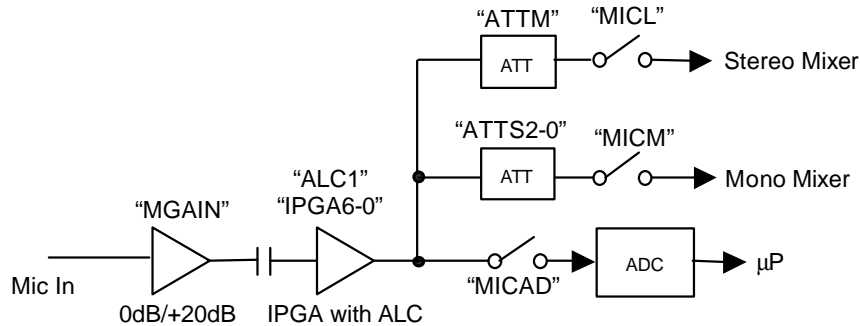 “ATTM” “MICL”
ATT
Stereo Mixer
“ATTS2-0” “MICM”
ATT
Mono Mixer
“ALC1”
“IPGA6-0”
“MGAIN”
Mic In
0dB/+20dB
IPGA with ALC
“MICAD”
ADC
μP